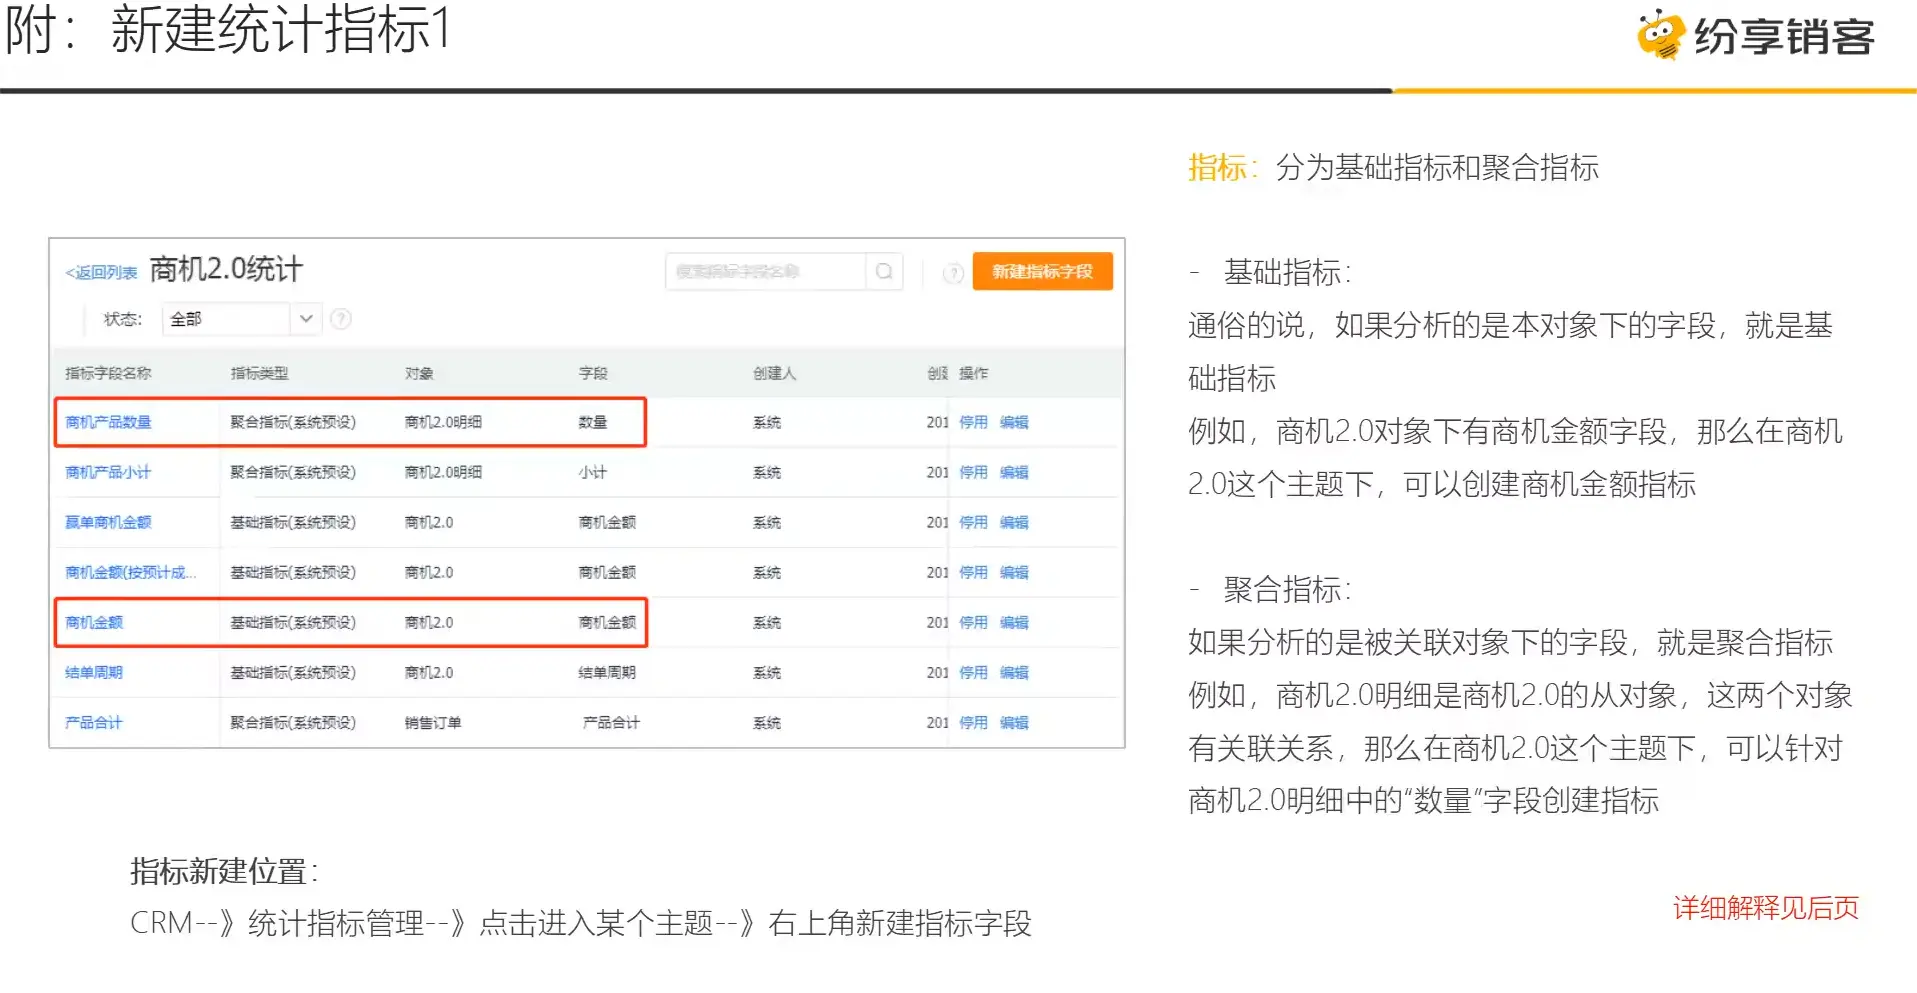 附：新建统计指标1
纷享销客
<返回列表 商机2.0统计
搜索指标字段名称
? 新建指标字段
状态: 全部 ?
指标字段名称 指标类型 对象 字段 创建人 操作
商机产品数量 聚合指标(系统预设) 商机2.0明细 数量 系统 201 停用 编辑
商机产品小计 聚合指标(系统预设) 商机2.0明细 小计 系统 201 停用 编辑
赢单商机金额 基础指标(系统预设) 商机2.0 商机金额 系统 201 停用 编辑
商机金额(按预计成... 基础指标(系统预设) 商机2.0 商机金额 系统 201 停用 编辑
商机金额 基础指标(系统预设) 商机2.0 商机金额 系统 201 停用 编辑
结单周期 基础指标(系统预设) 商机2.0 结单周期 系统 201 停用 编辑
产品合计 聚合指标(系统预设) 销售订单 产品合计 系统 201 停用 编辑
指标新建位置：
CRM--》统计指标管理--》点击进入某个主题--》右上角新建指标字段
指标：分为基础指标和聚合指标
- 基础指标：
通俗的说，如果分析的是本对象下的字段，就是基
础指标
例如，商机2.0对象下有商机金额字段，那么在商机
2.0这个主题下，可以创建商机金额指标
- 聚合指标：
如果分析的是被关联对象下的字段，就是聚合指标
例如，商机2.0明细是商机2.0的从对象，这两个对象
有关联关系，那么在商机2.0这个主题下，可以针对
商机2.0明细中的“数量”字段创建指标
详细解释见后页